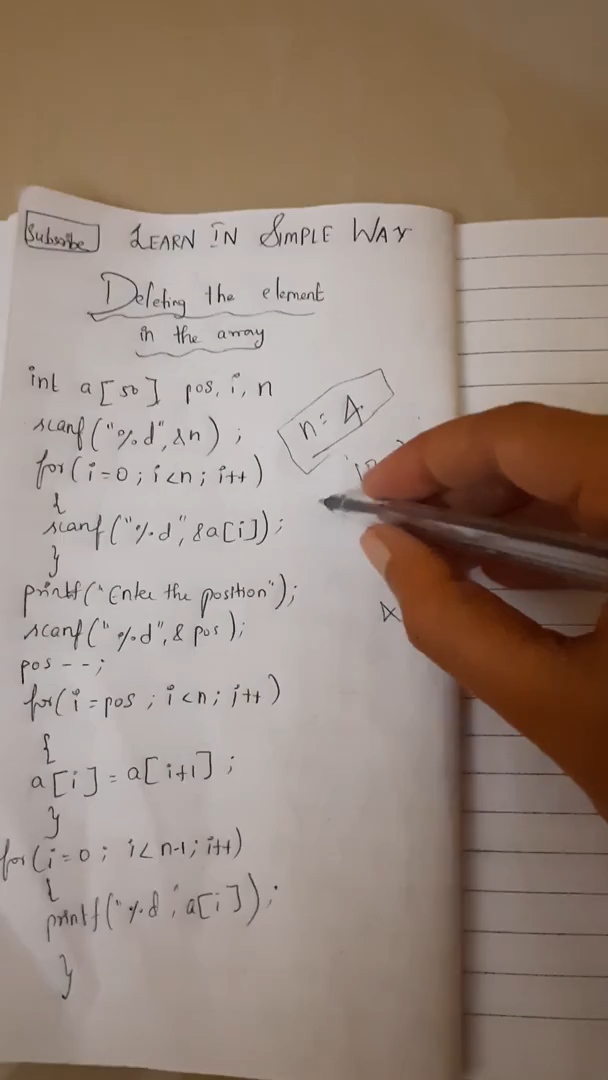 Subscribe LEARN IN SIMPLE WAY
Deleting the element
in the array
int a[50] pos, i, n
scanf("%d",&n) ;
n= 4
for(i=0 ; i<n ; i++)
{
scanf("%d", &a[i]);
}
printf("Enter the position");
scanf("%d", & pos);
pos--;
for(i=pos ; i<n; i++)
{
a[i] = a[i+1] ;
}
for(i=0 ; i<n-1; i++)
{
printf("%d", a[i]);
}